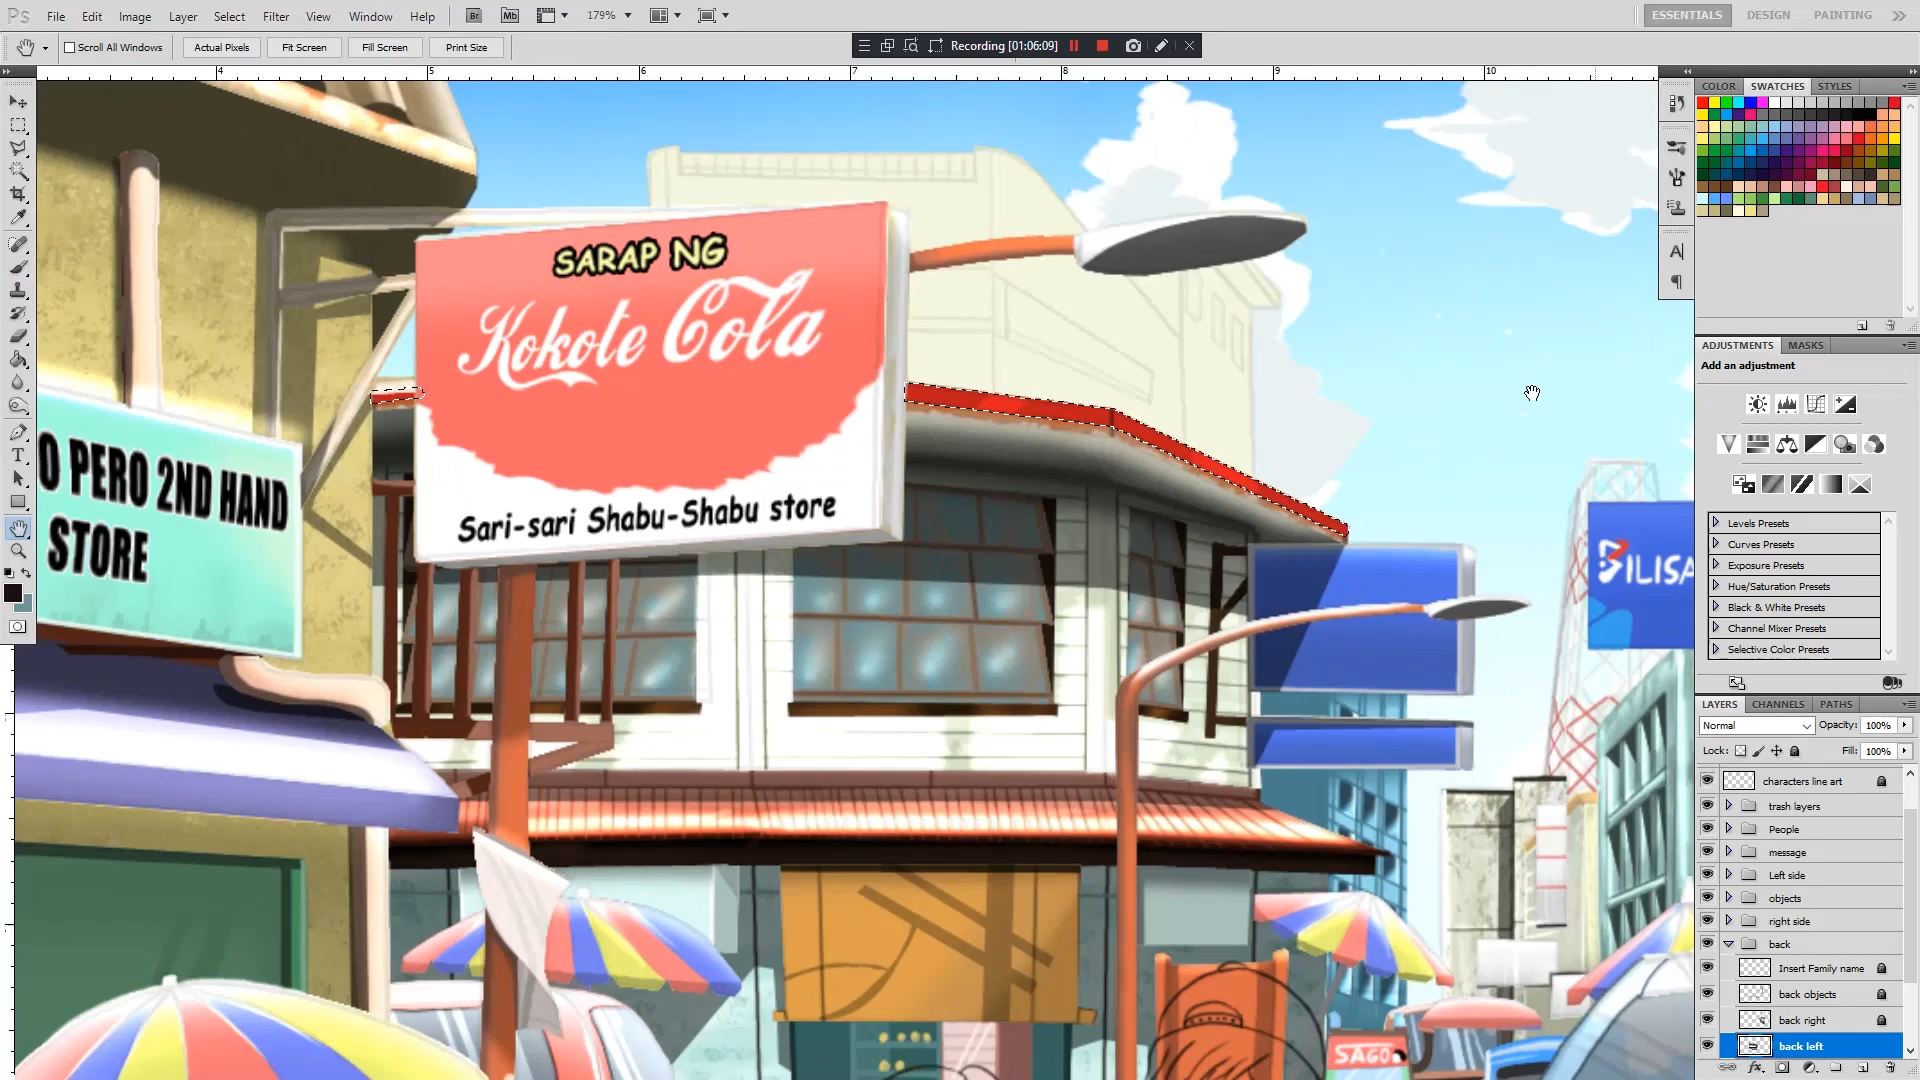 Ps File Edit Image Layer Select Filter View Window Help Br Mb 179% ESSENTIALS DESIGN PAINTING
Scroll All Windows Actual Pixels Fit Screen Fill Screen Print Size Recording [01:06:09]
4 5 6 7 8 9 10
COLOR SWATCHES STYLES
SARAP NG
Kokote Cola
Sari-sari Shabu-Shabu store
O PERO 2ND HAND
STORE
BILISA
SAGO
ADJUSTMENTS MASKS
Add an adjustment
Levels Presets
Curves Presets
Exposure Presets
Hue/Saturation Presets
Black & White Presets
Channel Mixer Presets
Selective Color Presets
LAYERS CHANNELS PATHS
Normal Opacity: 100%
Lock: Fill: 100%
characters line art
trash layers
People
message
Left side
objects
right side
back
Insert Family name
back objects
back right
back left